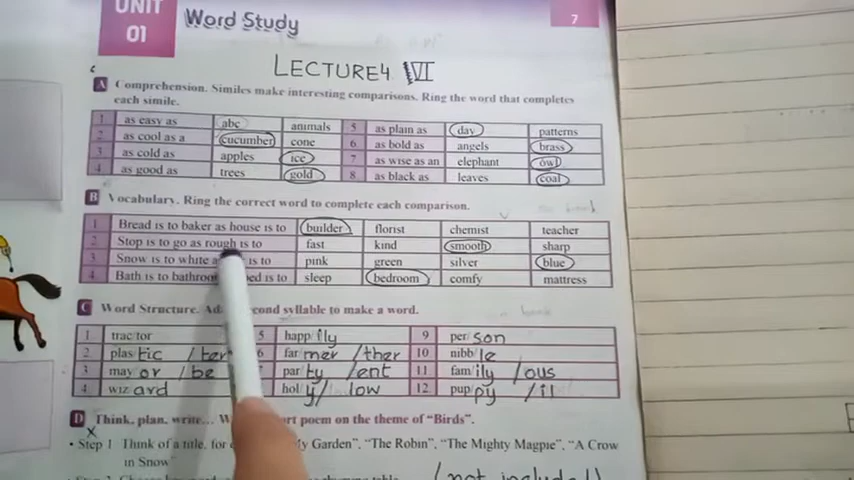 UNIT
01
Word Study
7
LECTURE4 VI
A Comprehension. Similes make interesting comparisons. Ring the word that completes
each simile.
1 as easy as abc animals 5 as plain as day patterns
2 as cool as a cucumber cone 6 as bold as angels brass
3 as cold as apples ice 7 as wise as an elephant owl
4 as good as trees gold 8 as black as leaves coal
B Vocabulary. Ring the correct word to complete each comparison.
1 Bread is to baker as house is to builder florist chemist teacher
2 Stop is to go as rough is to fast kind smooth sharp
3 Snow is to white is to pink green silver blue
4 Bath is to is to sleep bedroom comfy mattress
C Word Structure. syllable to make a word.
1 trac/tor 5 happ/ily 9 per/son
2 plas/tic /ter 6 far/mer /ther 10 nibb/le
3 may/or /be par/ty /ent 11 fam/ily /ous
4 wiz/ard hol/y/ low 12 pup/py /il
D Think, plan, write... poem on the theme of “Birds”.
x
• Step 1 Think of a title, for Garden”, “The Robin”, “The Mighty Magpie”, “A Crow
in Snow”
(not included)